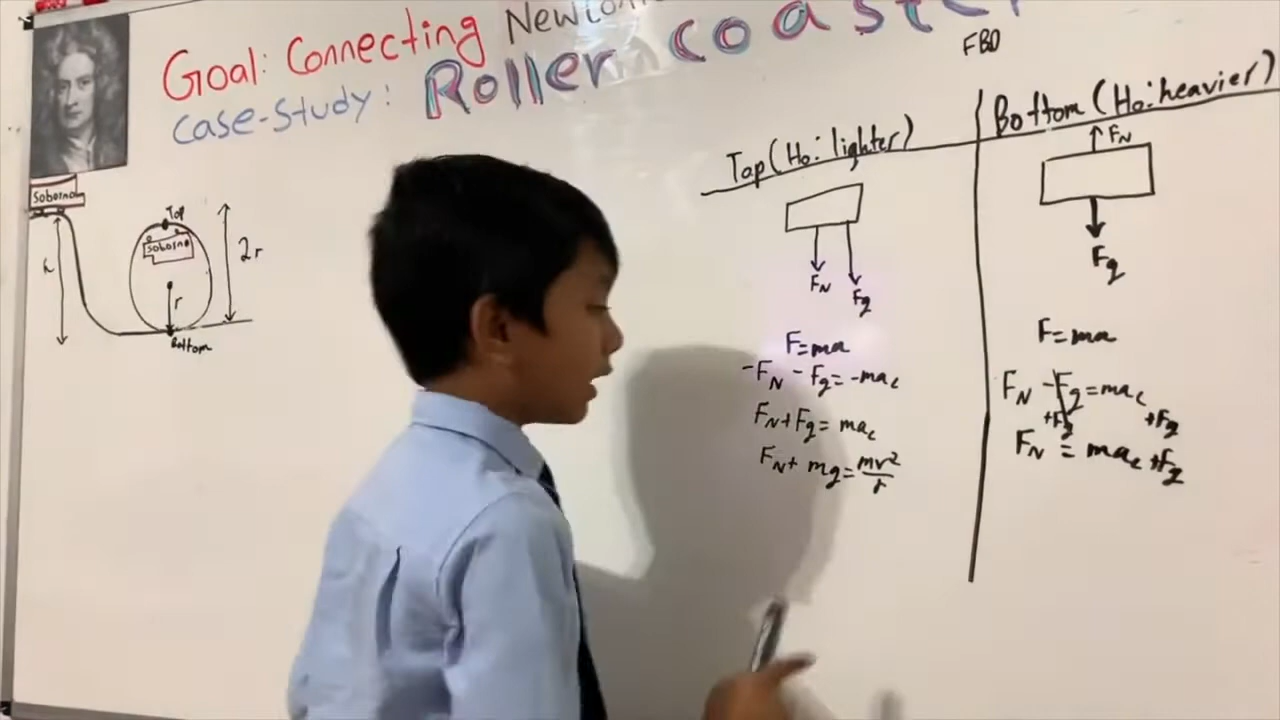 Goal: Connecting Newton
Case-Study: Roller coaster
FBD
Soborno
h
Top
Soborno
r
2r
Bottom
Top (Ho: lighter)
FN
Fg
F=ma
-FN - Fg = -mac
FN + Fg = mac
FN + mg = mv²/r
Bottom (Ho: heavier)
FN
Fg
F=ma
FN - Fg = mac
+Fg +Fg
FN = mac + Fg